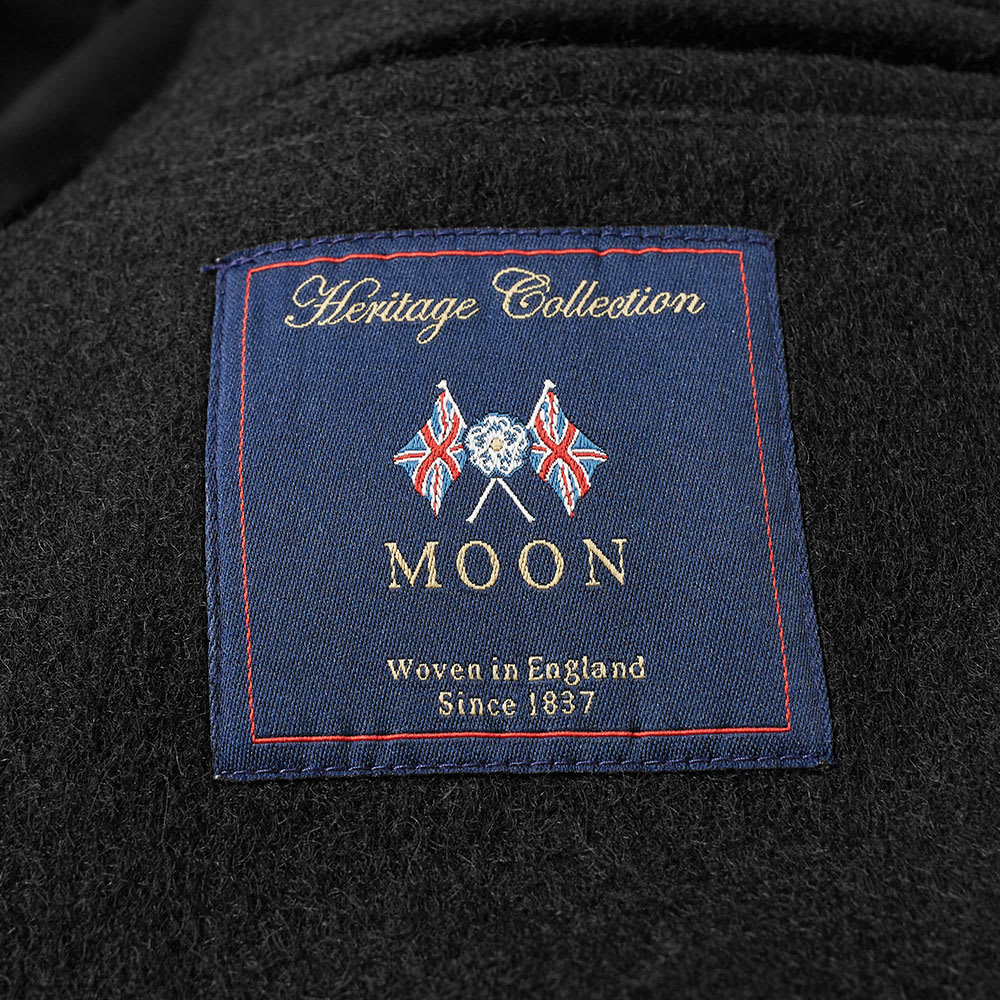 Heritage Collection
MOON
Woven in England
Since 1837